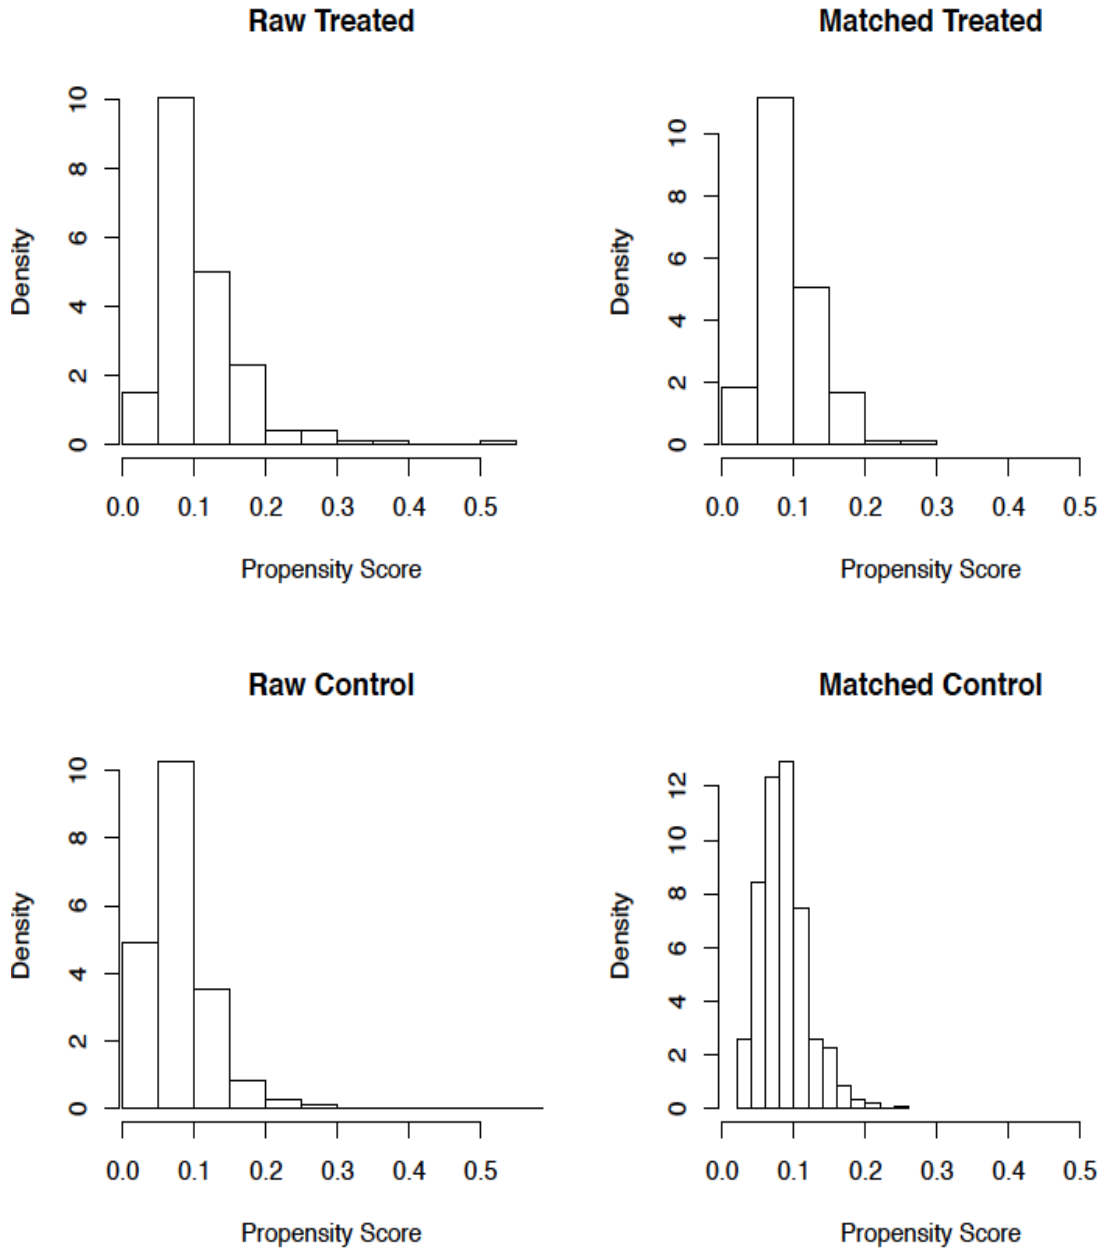 Raw Treated
Density
0 2 4 6 8 10
0.0 0.1 0.2 0.3 0.4 0.5
Propensity Score
Matched Treated
Density
0 2 4 6 8 10
0.0 0.1 0.2 0.3 0.4 0.5
Propensity Score
Raw Control
Density
0 2 4 6 8 10
0.0 0.1 0.2 0.3 0.4 0.5
Propensity Score
Matched Control
Density
0 2 4 6 8 10 12
0.0 0.1 0.2 0.3 0.4 0.5
Propensity Score